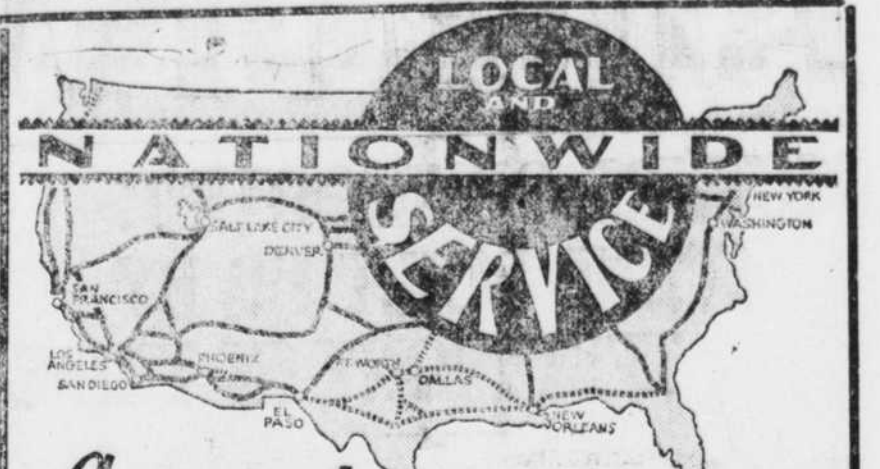 LOCAL
AND
NATIONWIDE
SERVICE
NEW YORK
WASHINGTON
SALT LAKE CITY
DENVER
SAN
FRANCISCO
LOS
ANGELES
SAN DIEGO
PHOENIX
FT. WORTH
DALLAS
EL
PASO
NEW
ORLEANS